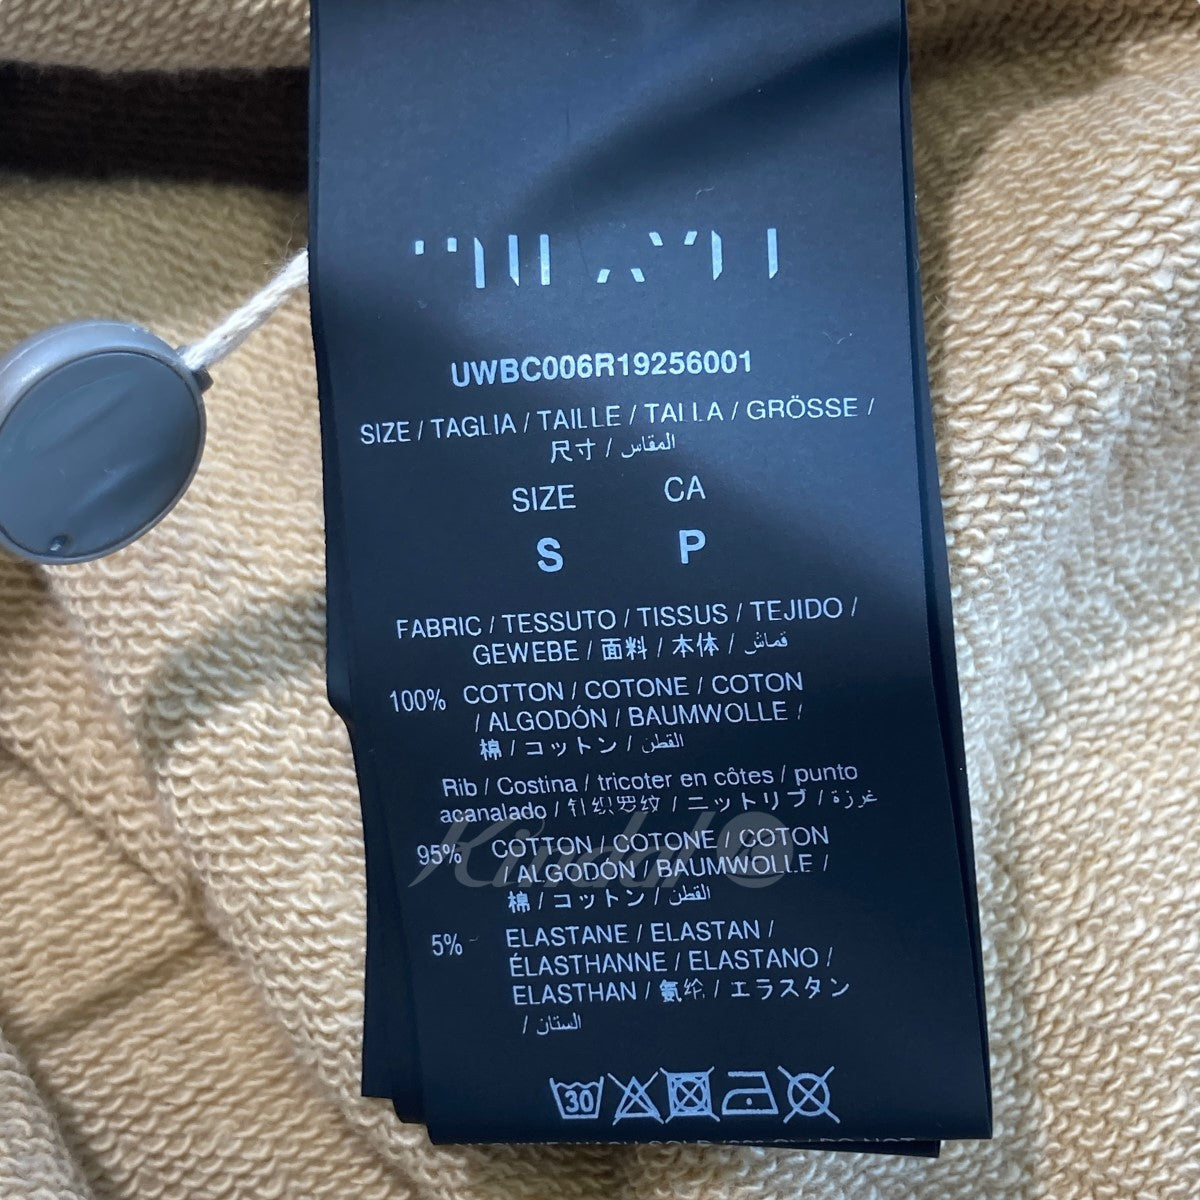 UWBC006R19256001
SIZE / TAGLIA / TAILLE / TALLA / GRÖSSE /
尺寸 / المقاس
SIZE CA
S P
FABRIC / TESSUTO / TISSUS / TEJIDO /
GEWEBE / 面料 / 本体 / قماش
100% COTTON / COTONE / COTON
/ ALGODÓN / BAUMWOLLE /
棉 / コットン / القطن
Rib / Costina / tricoter en côtes / punto
acanalado / 针织罗纹 / ニットリブ / غرزة
95% COTTON / COTONE / COTON
/ ALGODÓN / BAUMWOLLE /
棉 / コットン / القطن
5% ELASTANE / ELASTAN /
ÉLASTHANNE / ELASTANO /
ELASTHAN / 氨纶 / エラスタン
/ الستان
30
Kindal